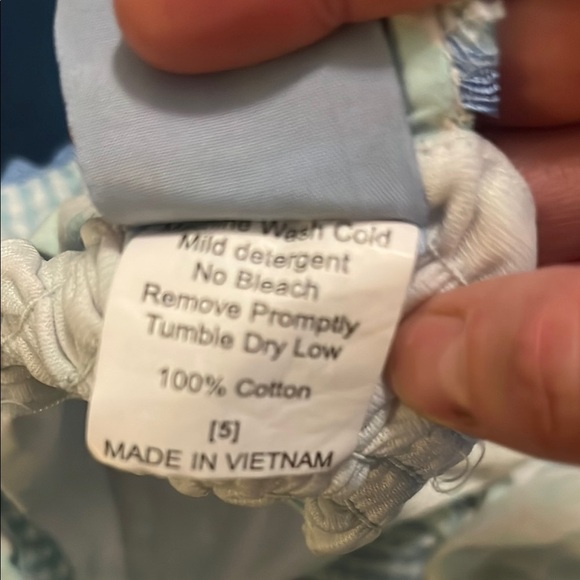 Wash Cold
Mild detergent
No Bleach
Remove Promptly
Tumble Dry Low
100% Cotton
[5]
MADE IN VIETNAM